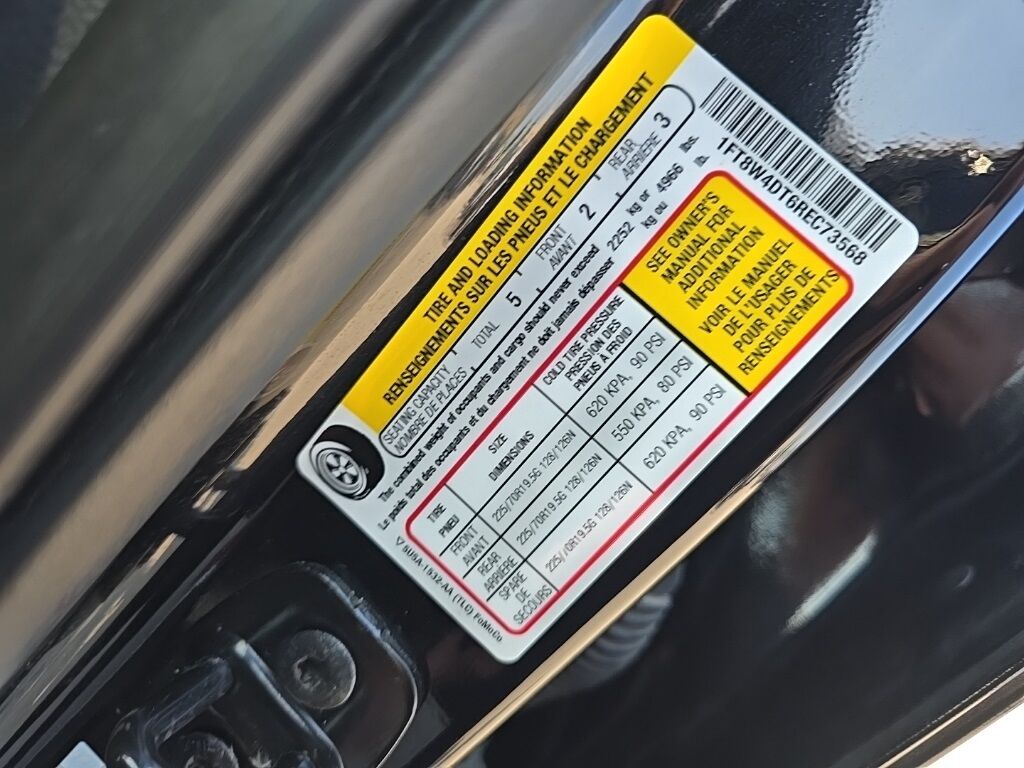 TIRE AND LOADING INFORMATION
RENSEIGNEMENTS SUR LES PNEUS ET LE CHARGEMENT
SEATING CAPACITY
NOMBRE DE PLACES
TOTAL 5
FRONT
AVANT 2
REAR
ARRIÈRE 3
The combined weight of occupants and cargo should never exceed 2252 kg or 4966 lbs.
Le poids total des occupants et du chargement ne doit jamais dépasser kg ou lb.
TIRE
PNEU
SIZE
DIMENSIONS
COLD TIRE PRESSURE
PRESSION DES
PNEUS À FROID
FRONT
AVANT
225/70R19.5G 128/126N
620 KPA, 90 PSI
REAR
ARRIÈRE
225/70R19.5G 128/126N
550 KPA, 80 PSI
SPARE
DE
SECOURS
225/70R19.5G 128/126N
620 KPA, 90 PSI
SEE OWNER'S
MANUAL FOR
ADDITIONAL
INFORMATION
VOIR LE MANUEL
DE L'USAGER
POUR PLUS DE
RENSEIGNEMENTS
1FT8W4DT6REC73568
5U5A-1532-AA (TLG) FoMoCo